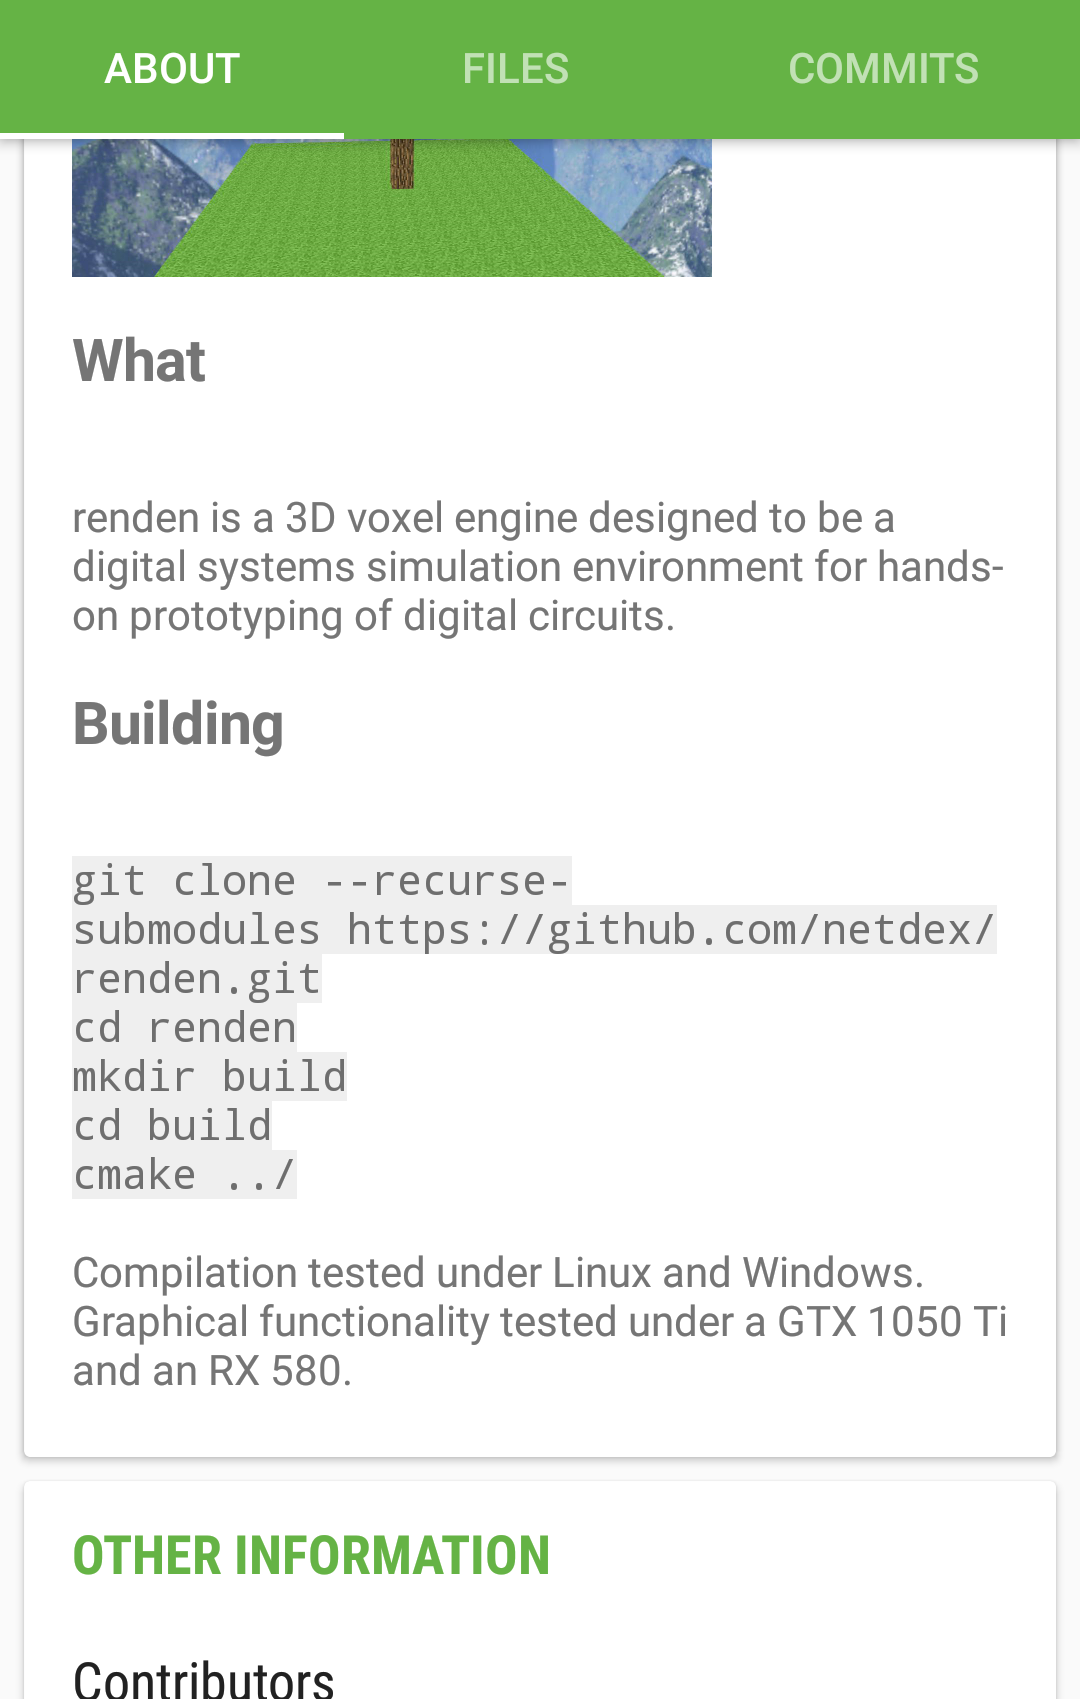 ABOUT FILES COMMITS
What
renden is a 3D voxel engine designed to be a
digital systems simulation environment for hands-
on prototyping of digital circuits.
Building
git clone --recurse-
submodules https://github.com/netdex/
renden.git
cd renden
mkdir build
cd build
cmake ../
Compilation tested under Linux and Windows.
Graphical functionality tested under a GTX 1050 Ti
and an RX 580.
OTHER INFORMATION
Contributors